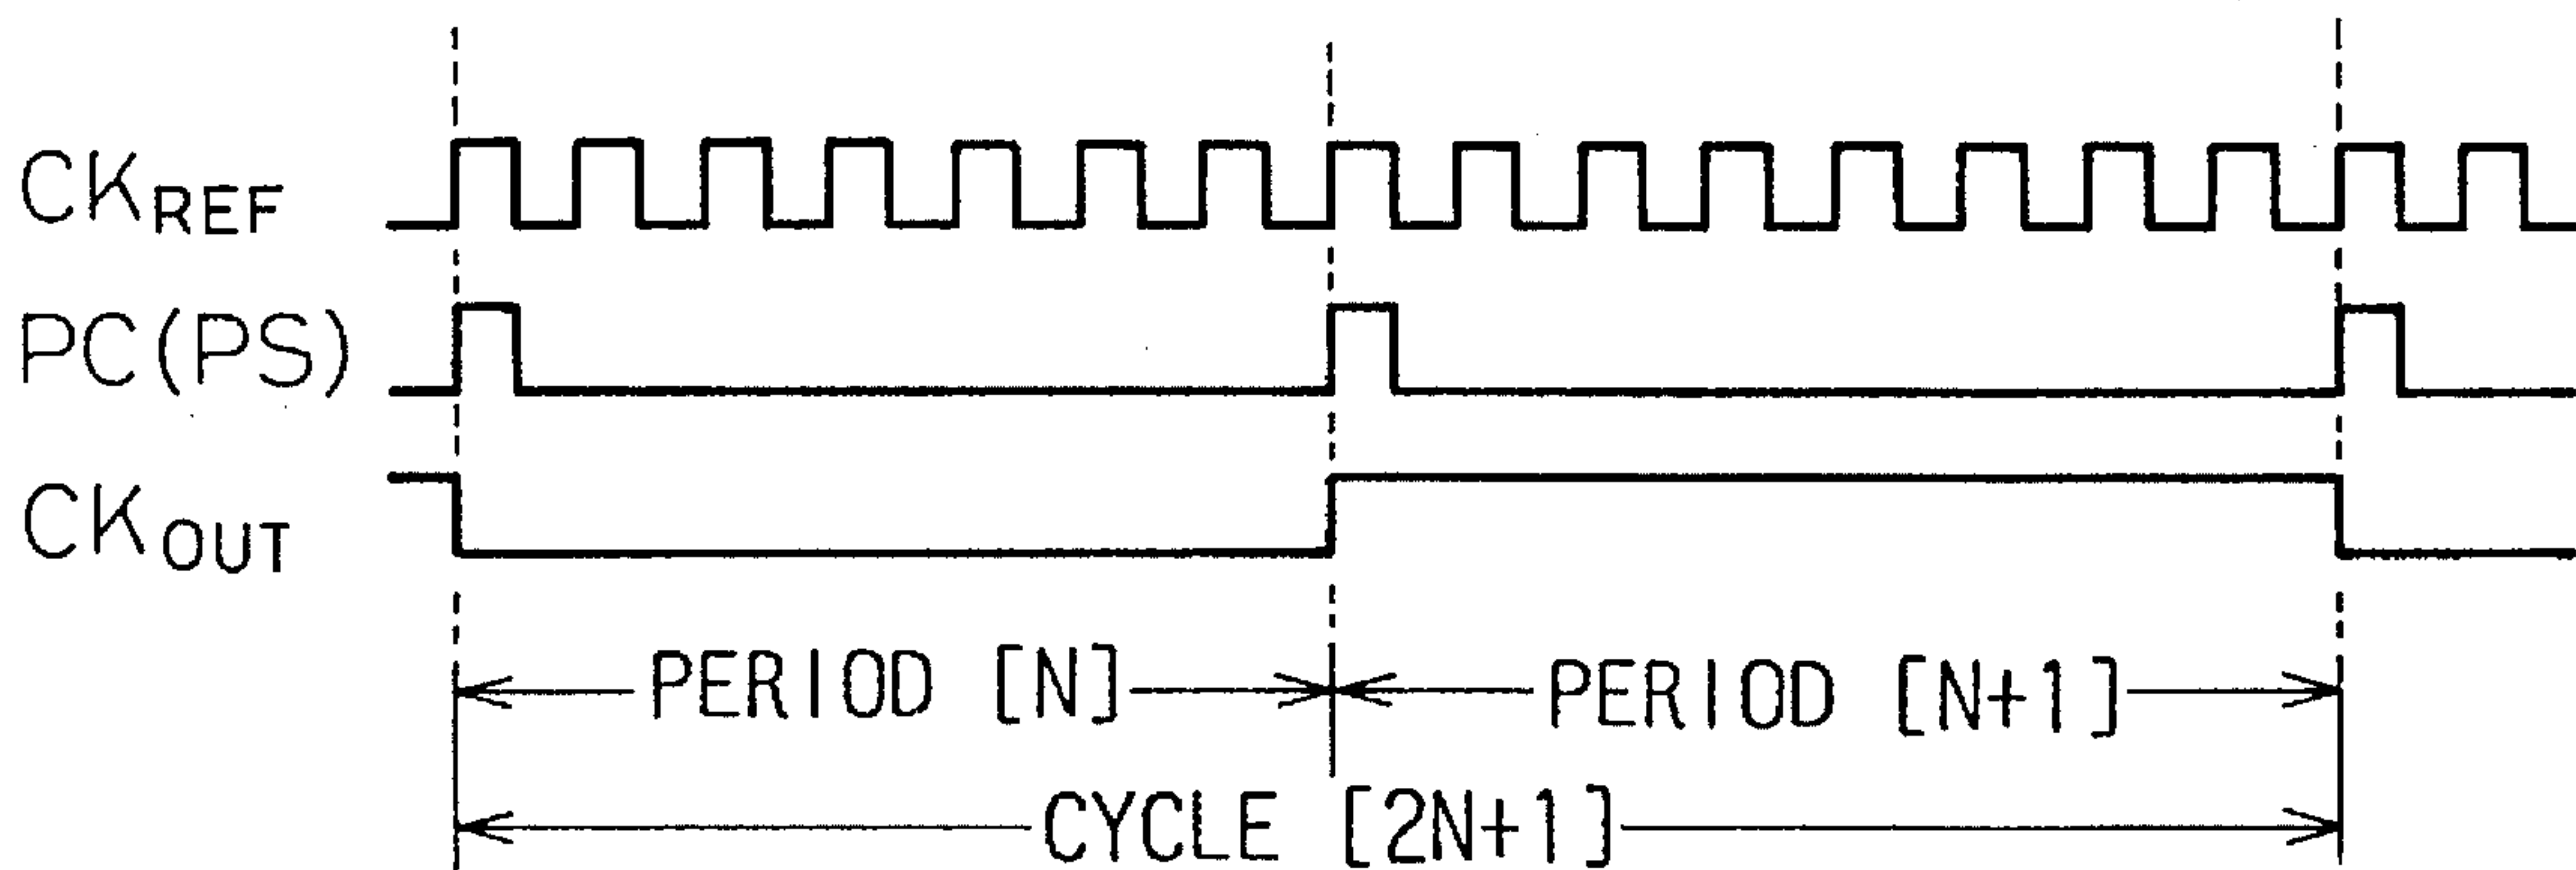 CKREF
PC(PS)
CKOUT
PERIOD [N]
PERIOD [N+1]
CYCLE [2N+1]